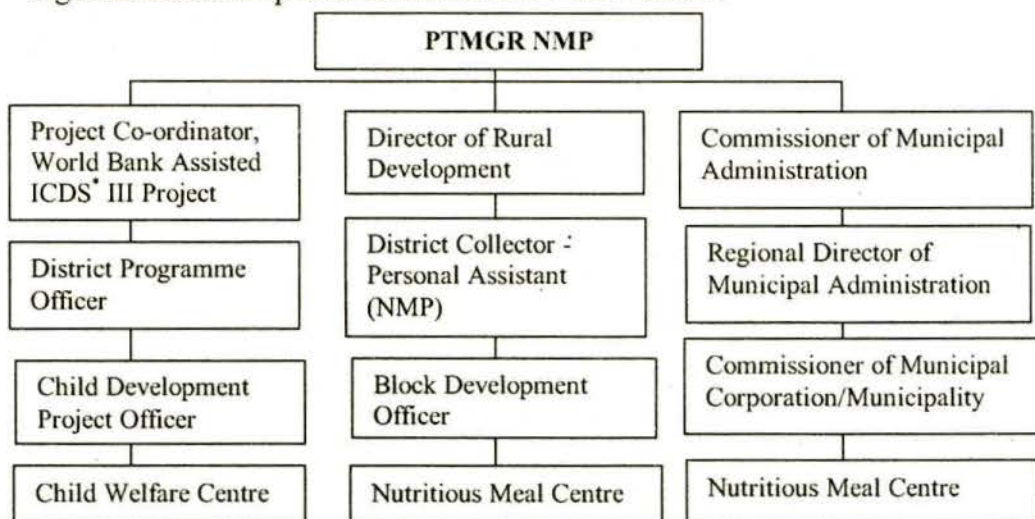 PTMGR NMP
Project Co-ordinator,
World Bank Assisted
ICDS* III Project
District Programme
Officer
Child Development
Project Officer
Child Welfare Centre
Director of Rural
Development
District Collector -
Personal Assistant
(NMP)
Block Development
Officer
Nutritious Meal Centre
Commissioner of Municipal
Administration
Regional Director of
Municipal Administration
Commissioner of Municipal
Corporation/Municipality
Nutritious Meal Centre